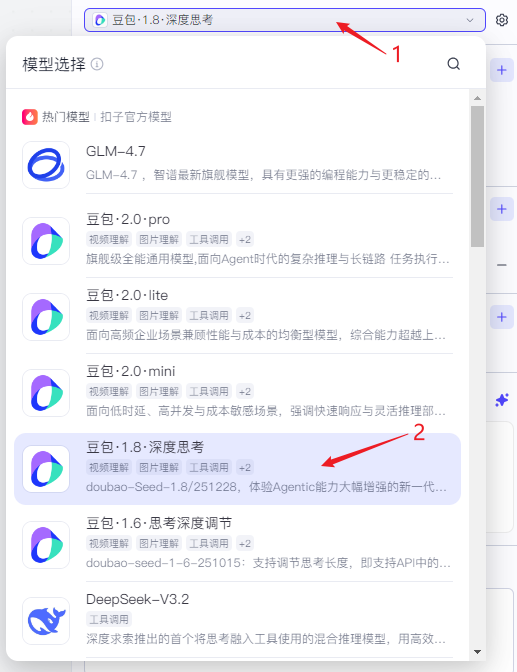 豆包·1.8·深度思考
1
模型选择
热门模型 | 扣子官方模型
GLM-4.7
GLM-4.7 ，智谱最新旗舰模型，具有更强的编程能力与更稳定的...
豆包·2.0·pro
视频理解 图片理解 工具调用 +2
旗舰级全能通用模型,面向Agent时代的复杂推理与长链路 任务执行...
豆包·2.0·lite
视频理解 图片理解 工具调用 +2
面向高频企业场景兼顾性能与成本的均衡型模型，综合能力超越上...
豆包·2.0·mini
视频理解 图片理解 工具调用 +2
面向低时延、高并发与成本敏感场景，强调快速响应与灵活推理部...
豆包·1.8·深度思考
2
视频理解 图片理解 工具调用 +2
doubao-Seed-1.8/251228，体验Agentic能力大幅增强的新一代...
豆包·1.6·思考深度调节
视频理解 图片理解 工具调用 +2
doubao-seed-1-6-251015：支持调节思考长度，即支持API中的...
DeepSeek-V3.2
工具调用
深度求索推出的首个将思考融入工具使用的混合推理模型，用高效...